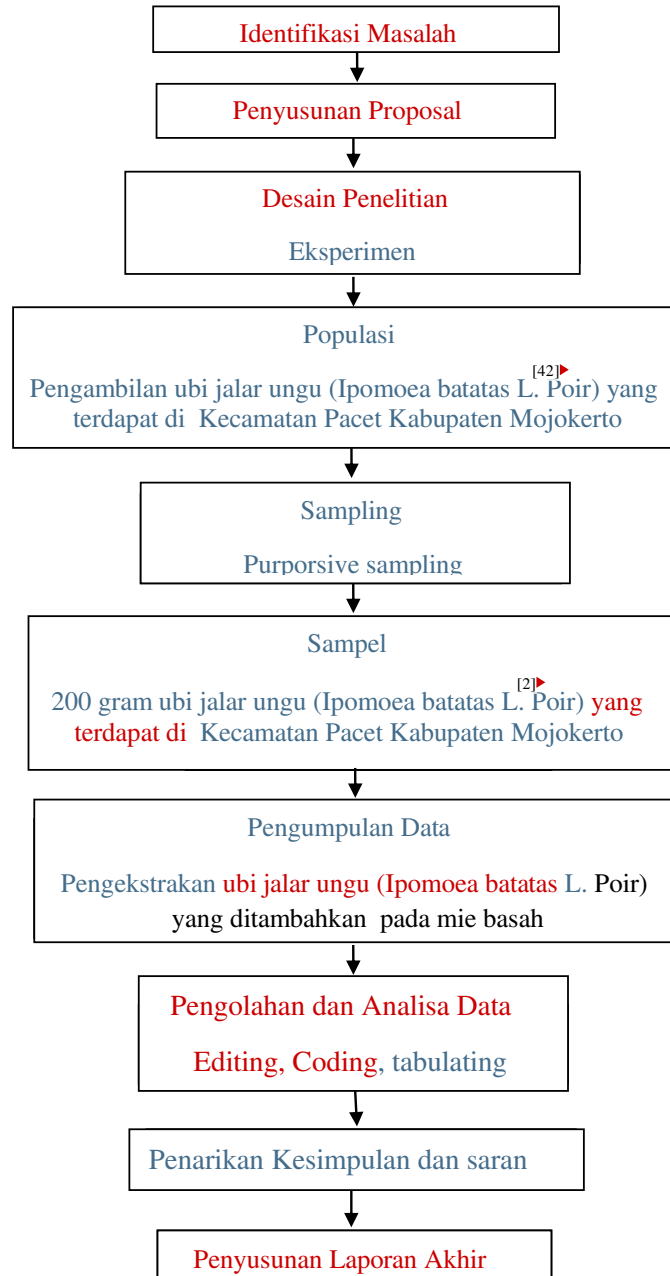 Identifikasi Masalah
Penyusunan Proposal
Desain Penelitian
Eksperimen
Populasi
[42]
Pengambilan ubi jalar ungu (Ipomoea batatas L. Poir) yang
terdapat di Kecamatan Pacet Kabupaten Mojokerto
Sampling
Purporsive sampling
Sampel
[2]
200 gram ubi jalar ungu (Ipomoea batatas L. Poir) yang
terdapat di Kecamatan Pacet Kabupaten Mojokerto
Pengumpulan Data
Pengekstrakan ubi jalar ungu (Ipomoea batatas L. Poir)
yang ditambahkan pada mie basah
Pengolahan dan Analisa Data
Editing, Coding, tabulating
Penarikan Kesimpulan dan saran
Penyusunan Laporan Akhir